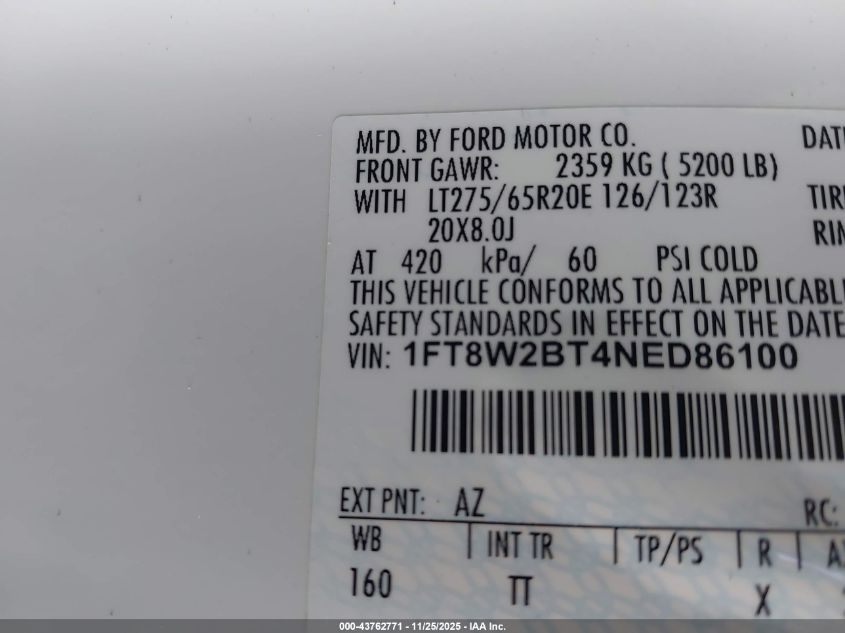 MFD. BY FORD MOTOR CO. DATE
FRONT GAWR: 2359 KG ( 5200 LB)
WITH LT275/65R20E 126/123R TIR
20X8.0J RIM
AT 420 kPa/ 60 PSI COLD
THIS VEHICLE CONFORMS TO ALL APPLICABL
SAFETY STANDARDS IN EFFECT ON THE DATE
VIN: 1FT8W2BT4NED86100
EXT PNT: AZ RC:
WB INT TR TP/PS R A
160 TT X
000-43762771 - 11/25/2025 - IAA Inc.